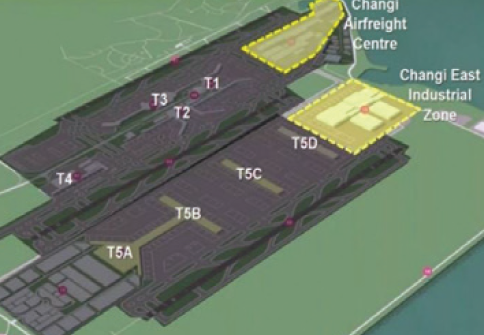 Changi
Airfreight
Centre
Changi East
Industrial
Zone
T1
T3
T2
T5D
T5C
T4
T5B
T5A